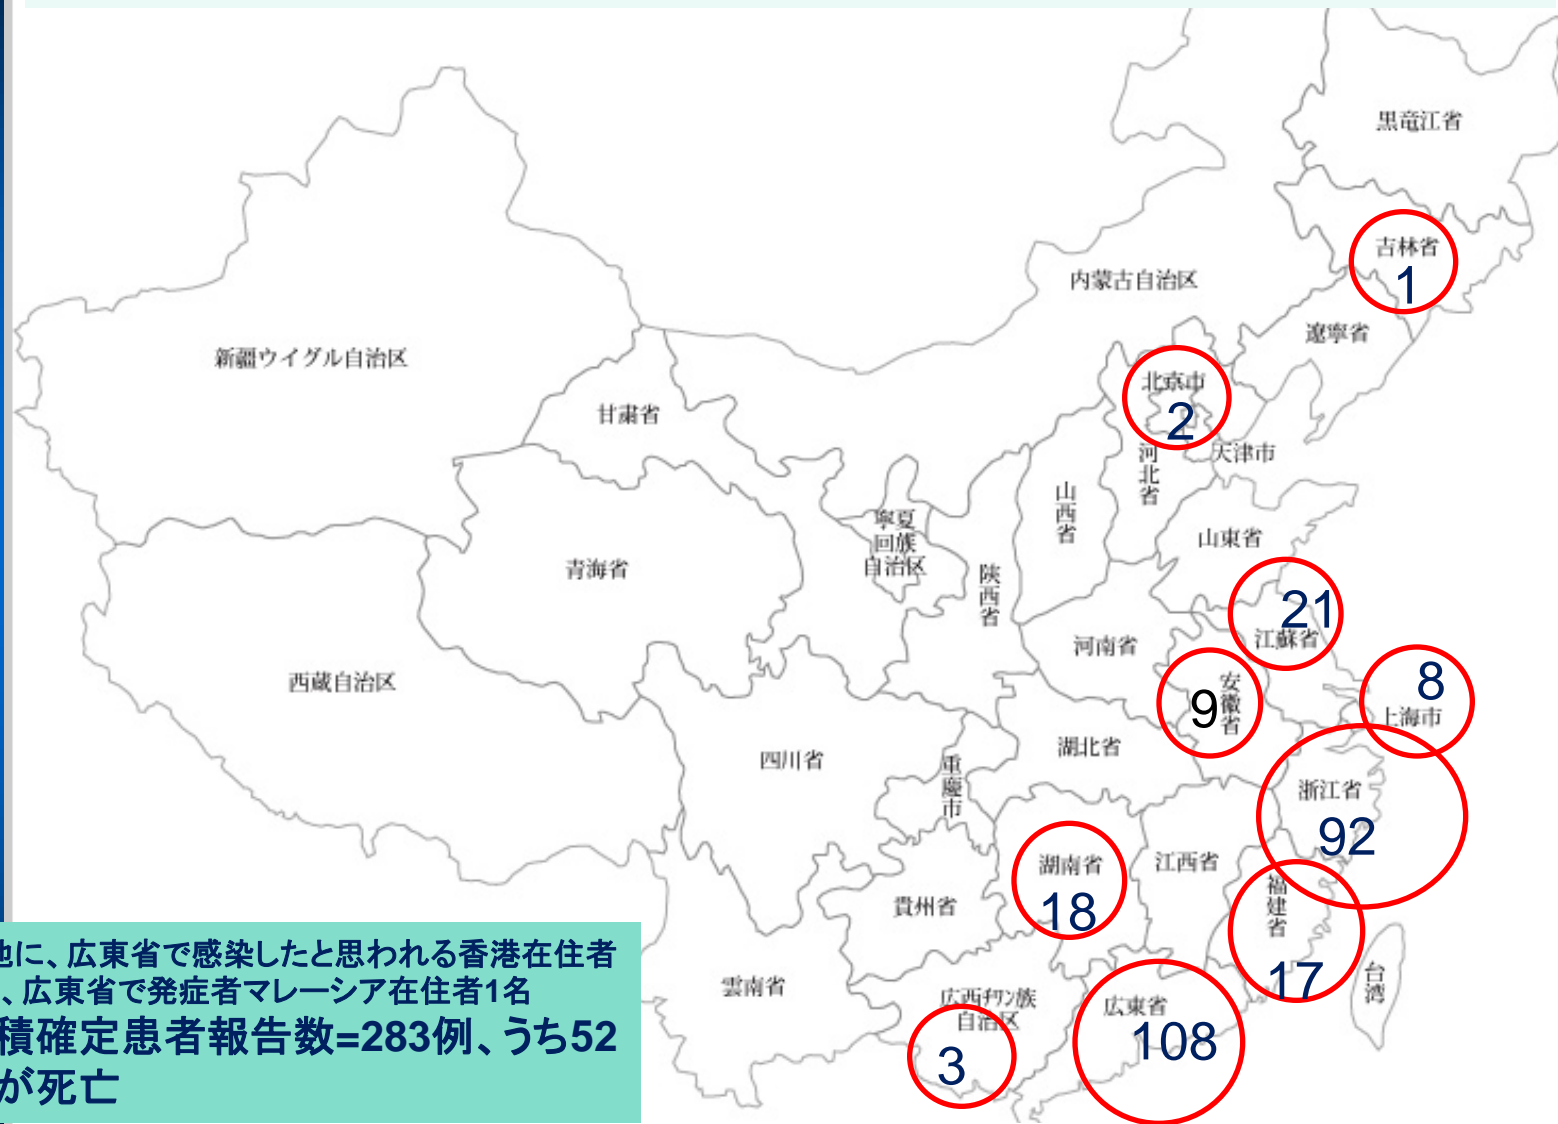 黒竜江省
吉林省
1
内蒙古自治区
遼寧省
新疆ウイグル自治区
北京市
2
甘粛省
天津市
河北省
山西省
寧夏
回族
自治区
山東省
青海省
陝西省
21
江蘇省
河南省
西蔵自治区
安徽省
9
8
上海市
湖北省
四川省
重慶市
浙江省
92
湖南省
18
江西省
貴州省
福建省
17
他に、広東省で感染したと思われる香港在住者
、広東省で発症者マレーシア在住者1名
積確定患者報告数=283例、うち52
が死亡
雲南省
広西チワン族
自治区
3
広東省
108
台湾